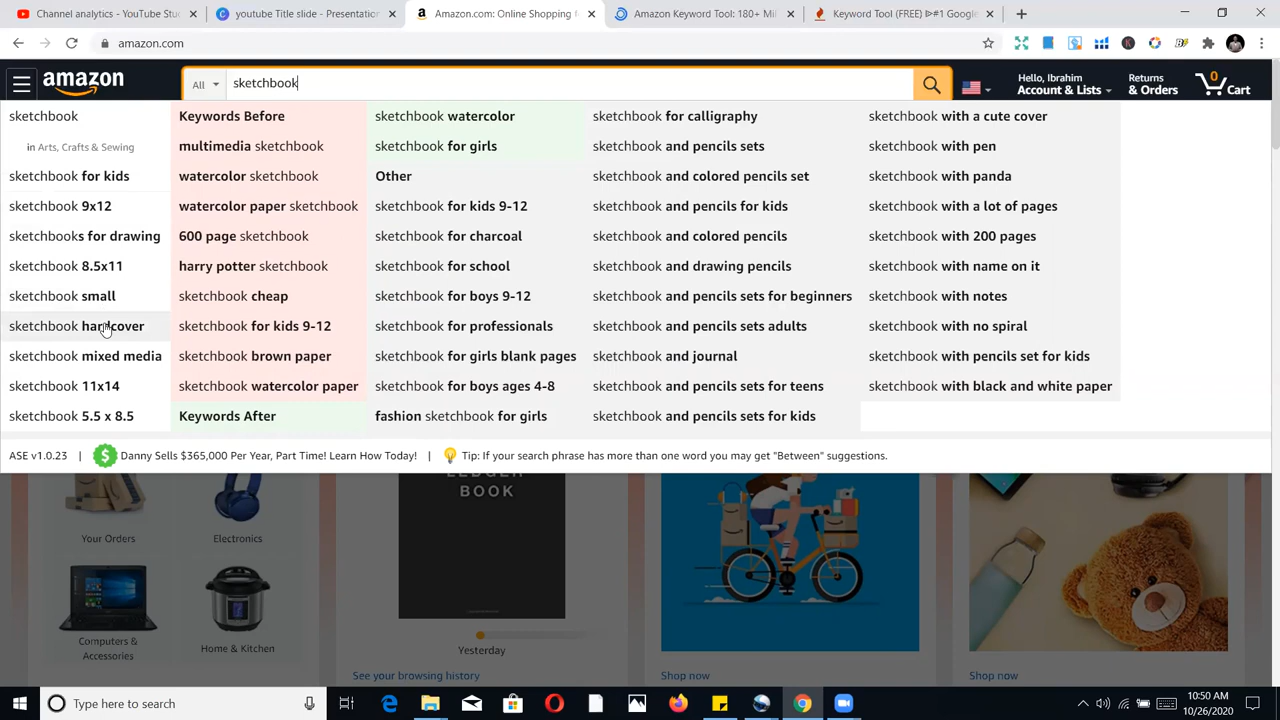 Channel analytics - YouTube Stu
youtube Title slide - Presentation
Amazon.com: Online Shopping f
Amazon Keyword Tool: 180+ Mi
Keyword Tool (FREE) ᐈ#1 Google
amazon.com
amazon
All
sketchbook
Hello, Ibrahim
Account & Lists
Returns
& Orders
0
Cart
sketchbook
in Arts, Crafts & Sewing
sketchbook for kids
sketchbook 9x12
sketchbooks for drawing
sketchbook 8.5x11
sketchbook small
sketchbook hardcover
sketchbook mixed media
sketchbook 11x14
sketchbook 5.5 x 8.5
Keywords Before
multimedia sketchbook
watercolor sketchbook
watercolor paper sketchbook
600 page sketchbook
harry potter sketchbook
sketchbook cheap
sketchbook for kids 9-12
sketchbook brown paper
sketchbook watercolor paper
Keywords After
sketchbook watercolor
sketchbook for girls
Other
sketchbook for kids 9-12
sketchbook for charcoal
sketchbook for school
sketchbook for boys 9-12
sketchbook for professionals
sketchbook for girls blank pages
sketchbook for boys ages 4-8
fashion sketchbook for girls
sketchbook for calligraphy
sketchbook and pencils sets
sketchbook and colored pencils set
sketchbook and pencils for kids
sketchbook and colored pencils
sketchbook and drawing pencils
sketchbook and pencils sets for beginners
sketchbook and pencils sets adults
sketchbook and journal
sketchbook and pencils sets for teens
sketchbook and pencils sets for kids
sketchbook with a cute cover
sketchbook with pen
sketchbook with panda
sketchbook with a lot of pages
sketchbook with 200 pages
sketchbook with name on it
sketchbook with notes
sketchbook with no spiral
sketchbook with pencils set for kids
sketchbook with black and white paper
ASE v1.0.23 | Danny Sells $365,000 Per Year, Part Time! Learn How Today! | Tip: If your search phrase has more than one word you may get "Between" suggestions.
Your Orders
Electronics
Computers &
Accessories
Home & Kitchen
LEDGER
BOOK
Yesterday
See your browsing history
Shop now
Shop now
Type here to search
10:50 AM
10/26/2020